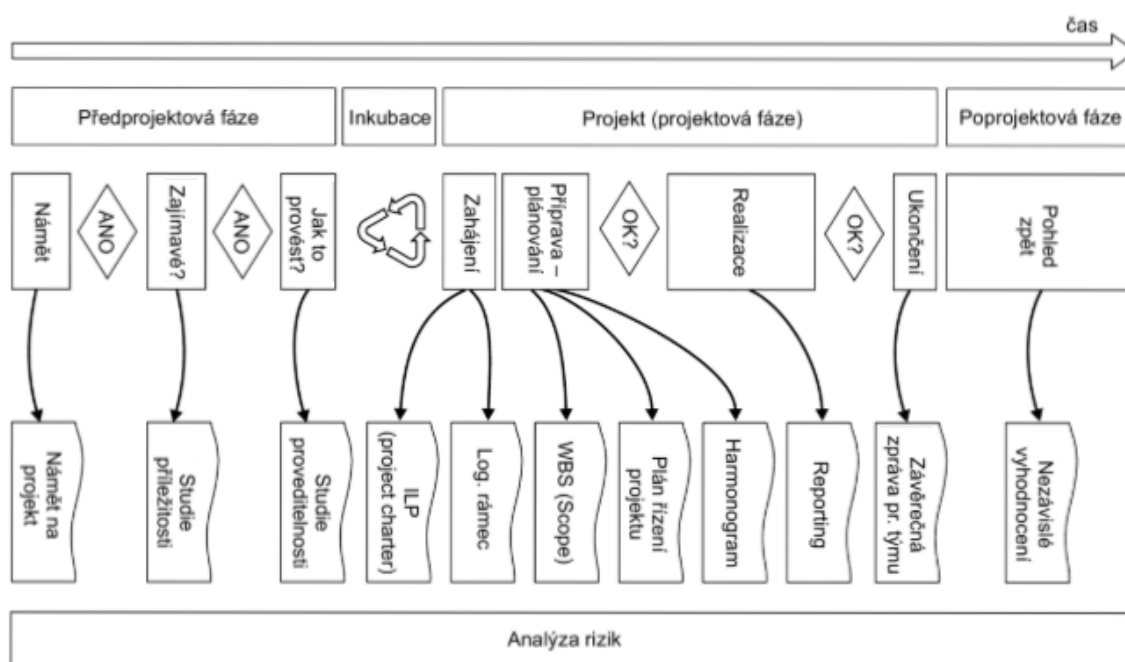 čas
Předprojektová fáze
Inkubace
Projekt (projektová fáze)
Poprojektová fáze
Námět
ANO
Zajímavé?
ANO
Jak to
provést?
Zahájení
Příprava –
plánování
OK?
Realizace
OK?
Ukončení
Pohled
zpět
Námět na
projekt
Studie
příležitosti
Studie
proveditelnosti
ILP
(project charter)
Log. rámec
WBS (Scope)
Plán řízení
projektu
Harmonogram
Reporting
Závěrečná
zpráva pr. týmu
Nezávislé
vyhodnocení
Analýza rizik